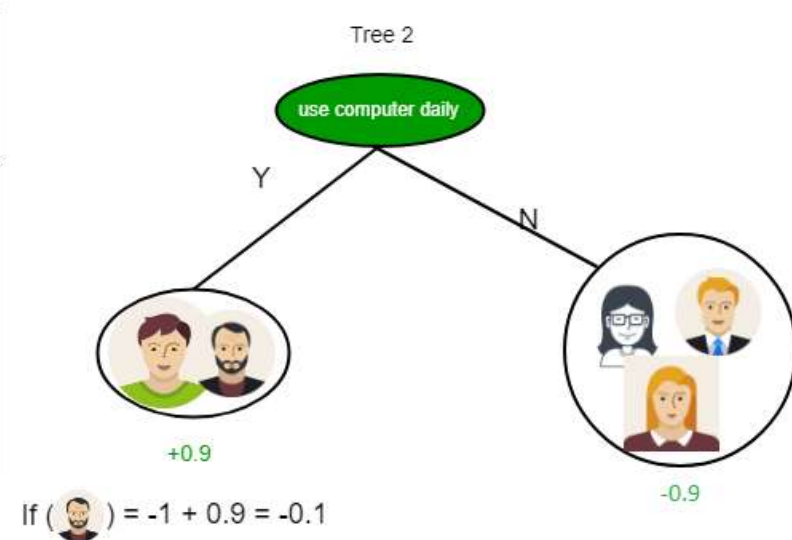 Tree 2
use computer daily
Y
N
+0.9
-0.9
If ( ) = -1 + 0.9 = -0.1